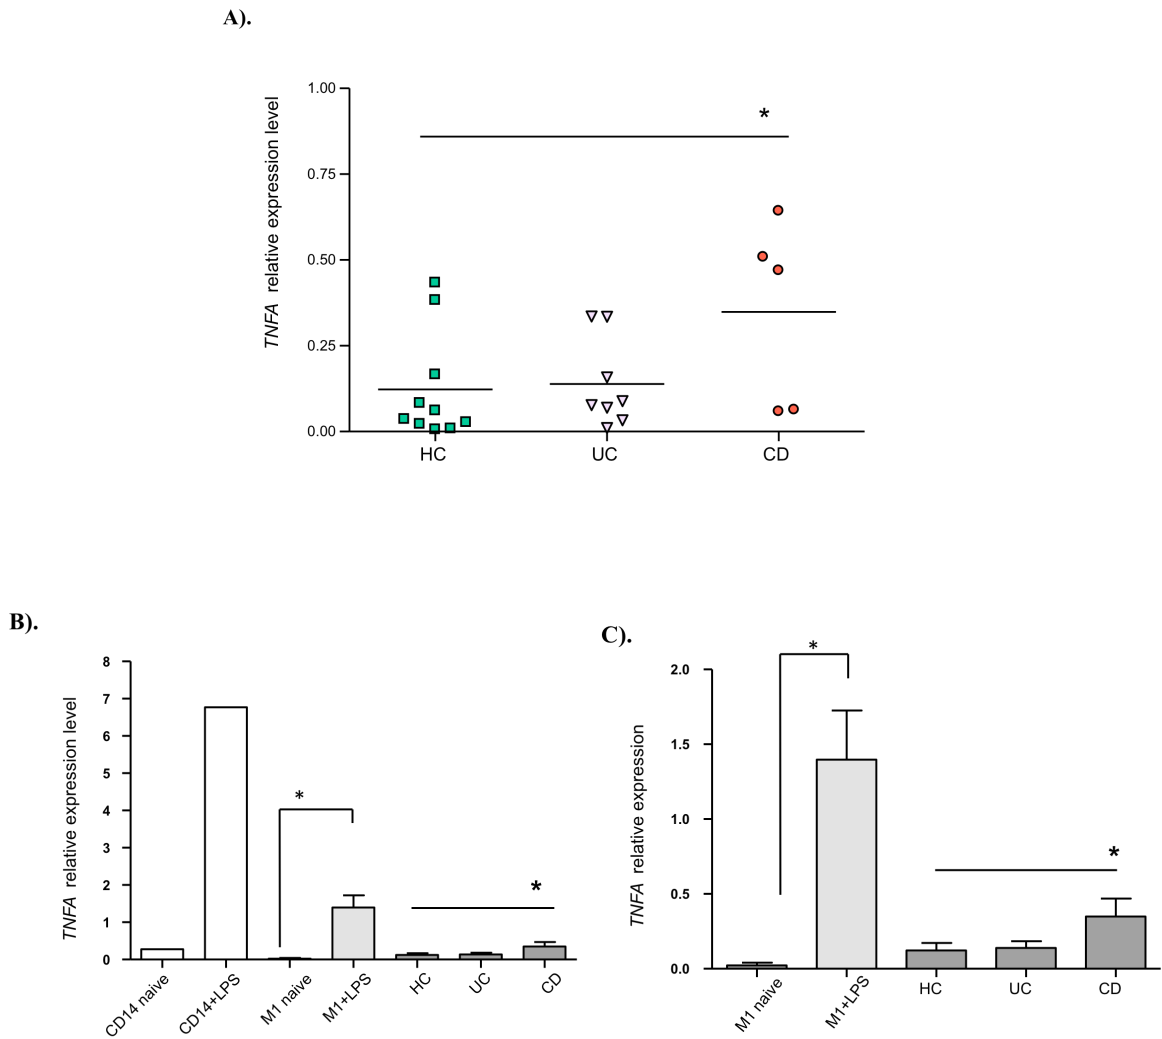 A).
TNFA relative expression level
1.00
0.75
0.50
0.25
0.00
*
HC
UC
CD
B).
TNFA relative expression level
8
7
6
5
4
3
2
1
0
*
*
CD14 naive
CD14+LPS
M1 naive
M1+LPS
HC
UC
CD
C).
TNFA relative expression
2.0
1.5
1.0
0.5
0.0
*
*
M1 naive
M1+LPS
HC
UC
CD